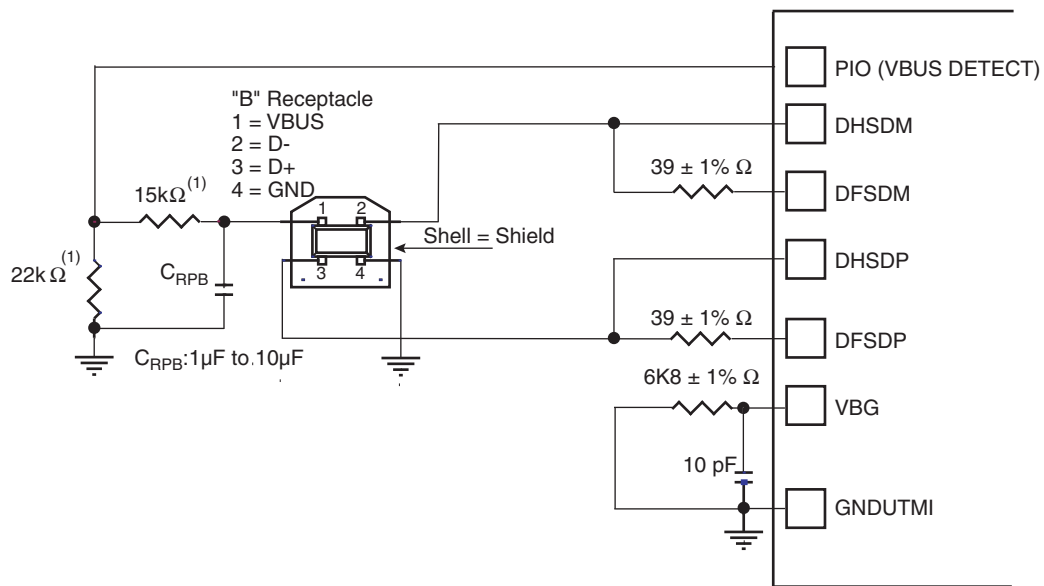 PIO (VBUS DETECT)
"B" Receptacle
1 = VBUS
2 = D-
3 = D+
4 = GND
DHSDM
39 ± 1% Ω
DFSDM
15kΩ (1)
1 2
Shell = Shield
22k Ω (1)
CRPB
3 4
DHSDP
39 ± 1% Ω
DFSDP
CRPB:1µF to 10µF
6K8 ± 1% Ω
VBG
10 pF
GNDUTMI